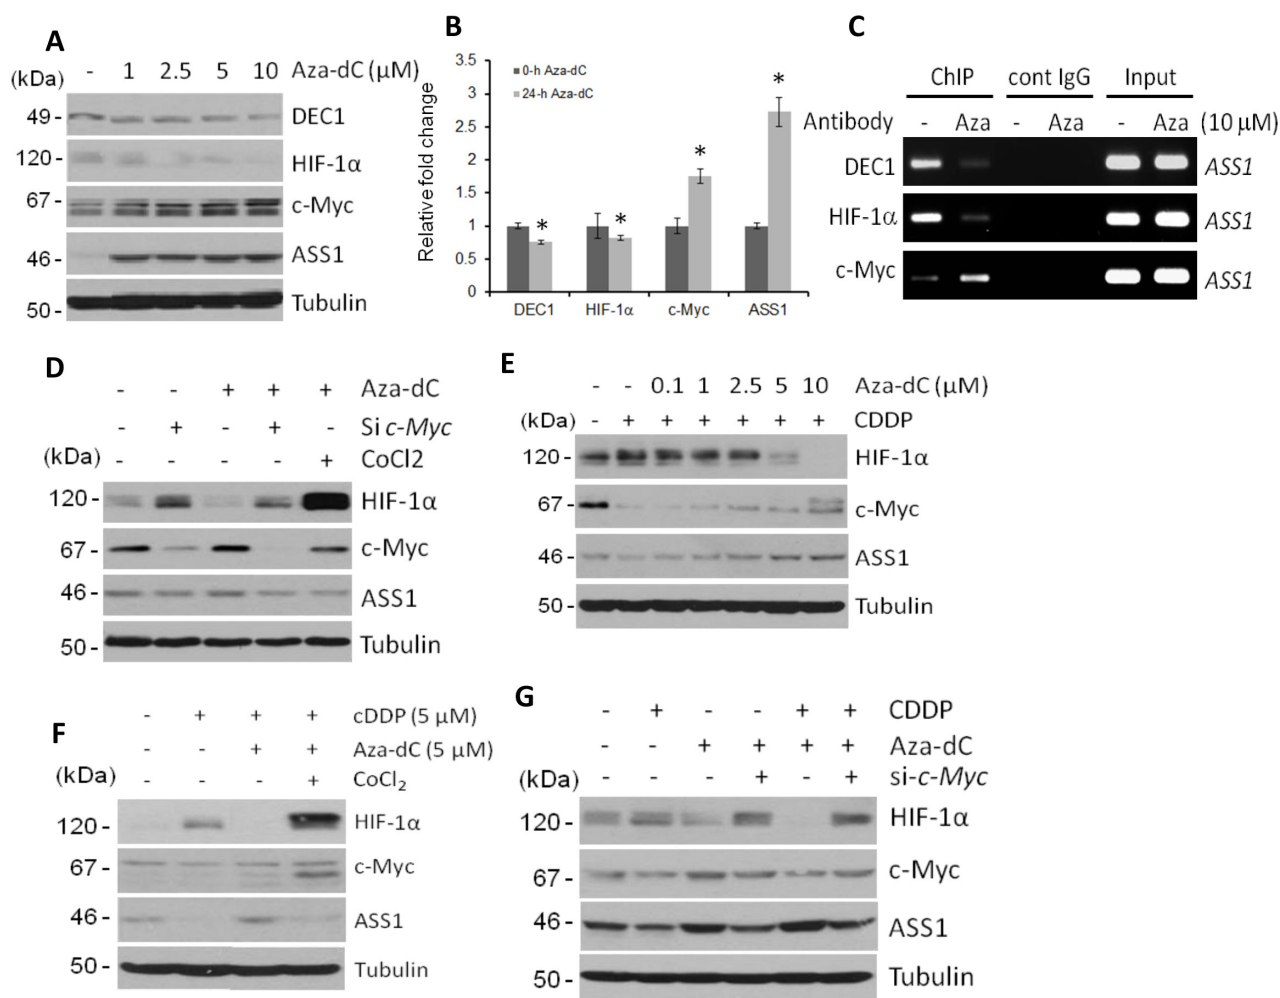 A
(kDa) - 1 2.5 5 10 Aza-dC (μM)
49 - DEC1
120 - HIF-1α
67 - c-Myc
46 - ASS1
50 - Tubulin
B
Relative fold change
3.5
3
2.5
2
1.5
1
0.5
0
0-h Aza-dC
24-h Aza-dC
* * * *
DEC1 HIF-1α c-Myc ASS1
C
ChIP cont IgG Input
Antibody - Aza - Aza - Aza (10 μM)
DEC1 ASS1
HIF-1α ASS1
c-Myc ASS1
D
- - + + + Aza-dC
- + - + - Si c-Myc
(kDa) - - - - + CoCl2
120 - HIF-1α
67 - c-Myc
46 - ASS1
50 - Tubulin
E
- - 0.1 1 2.5 5 10 Aza-dC (μM)
(kDa) - + + + + + + CDDP
120 - HIF-1α
67 - c-Myc
46 - ASS1
50 - Tubulin
F
- + + + cDDP (5 μM)
- - + + Aza-dC (5 μM)
(kDa) - - - + CoCl2
120 - HIF-1α
67 - c-Myc
46 - ASS1
50 - Tubulin
G
- + - - + + CDDP
- - + + + + Aza-dC
(kDa) - - - + - + si-c-Myc
120 - HIF-1α
67 - c-Myc
46 - ASS1
50 - Tubulin